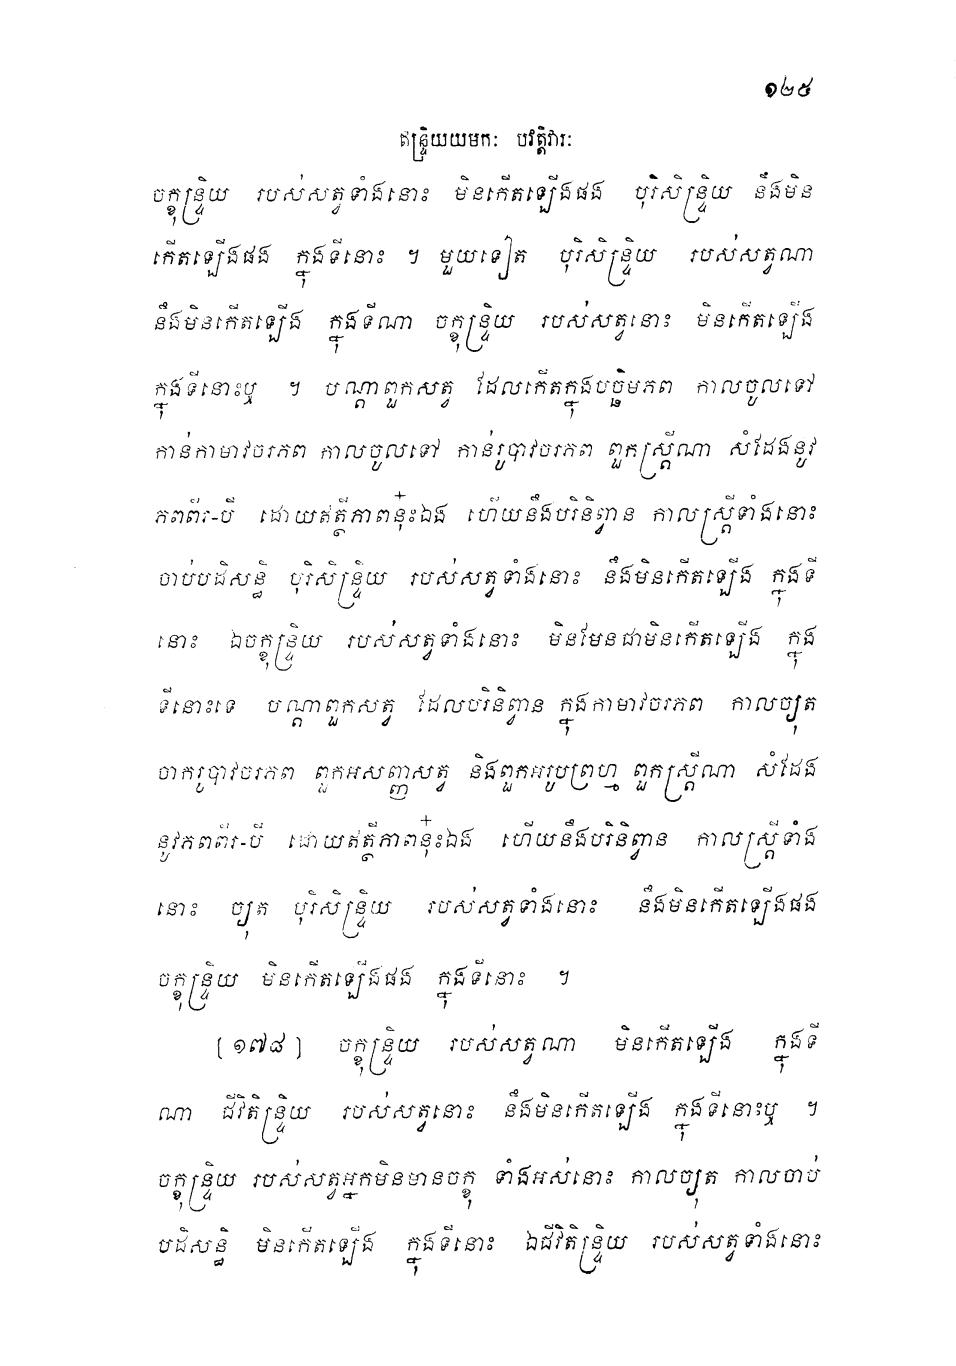 ១២៥
ឥន្ទ្រិយយមកៈ បវត្តិវារៈ
ចក្ខុន្ទ្រិយ របស់សត្វទាំងនោះ មិនកើតឡើងផង បុរិសិន្ទ្រិយ នឹងមិន
កើតឡើងផង ក្នុងទីនោះ ។ មួយទៀត បុរិសិន្ទ្រិយ របស់សត្វណា
នឹងមិនកើតឡើង ក្នុងទីណា ចក្ខុន្ទ្រិយ របស់សត្វនោះ មិនកើតឡើង
ក្នុងទីនោះឬ ។ បណ្តាពួកសត្វ ដែលកើតក្នុងបច្ឆិមភព កាលចូលទៅ
កាន់កាមាវចរភព កាលចូលទៅ កាន់រូបាវចរភព ពួកស្ត្រីណា សំដែងនូវ
ភពពីរ-បី ដោយឥត្ថីភាពនុ៎ះឯង ហើយនឹងបរិនិព្វាន កាលស្ត្រីទាំងនោះ
ចាប់បដិសន្ធិ បុរិសិន្ទ្រិយ របស់សត្វទាំងនោះ នឹងមិនកើតឡើង ក្នុងទី
នោះ ឯចក្ខុន្ទ្រិយ របស់សត្វទាំងនោះ មិនមែនជាមិនកើតឡើង ក្នុង
ទីនោះទេ បណ្តាពួកសត្វ ដែលបរិនិព្វាន ក្នុងកាមាវចរភព កាលច្យុត
ចាករូបាវចរភព ពួកអសញ្ញសត្វ និងពួកអរូបព្រហ្ម ពួកស្ត្រីណា សំដែង
នូវភពពីរ-បី ដោយឥត្ថីភាពនុ៎ះឯង ហើយនឹងបរិនិព្វាន កាលស្ត្រីទាំង
នោះ ច្យុត បុរិសិន្ទ្រិយ របស់សត្វទាំងនោះ នឹងមិនកើតឡើងផង
ចក្ខុន្ទ្រិយ មិនកើតឡើងផង ក្នុងទីនោះ ។
[១៧៨] ចក្ខុន្ទ្រិយ របស់សត្វណា មិនកើតឡើង ក្នុងទី
ណា ជីវិតិន្ទ្រិយ របស់សត្វនោះ នឹងមិនកើតឡើង ក្នុងទីនោះឬ ។
ចក្ខុន្ទ្រិយ របស់សត្វអ្នកមិនមានចក្ខុ ទាំងអស់នោះ កាលច្យុត កាលចាប់
បដិសន្ធិ មិនកើតឡើង ក្នុងទីនោះ ឯជីវិតិន្ទ្រិយ របស់សត្វទាំងនោះ